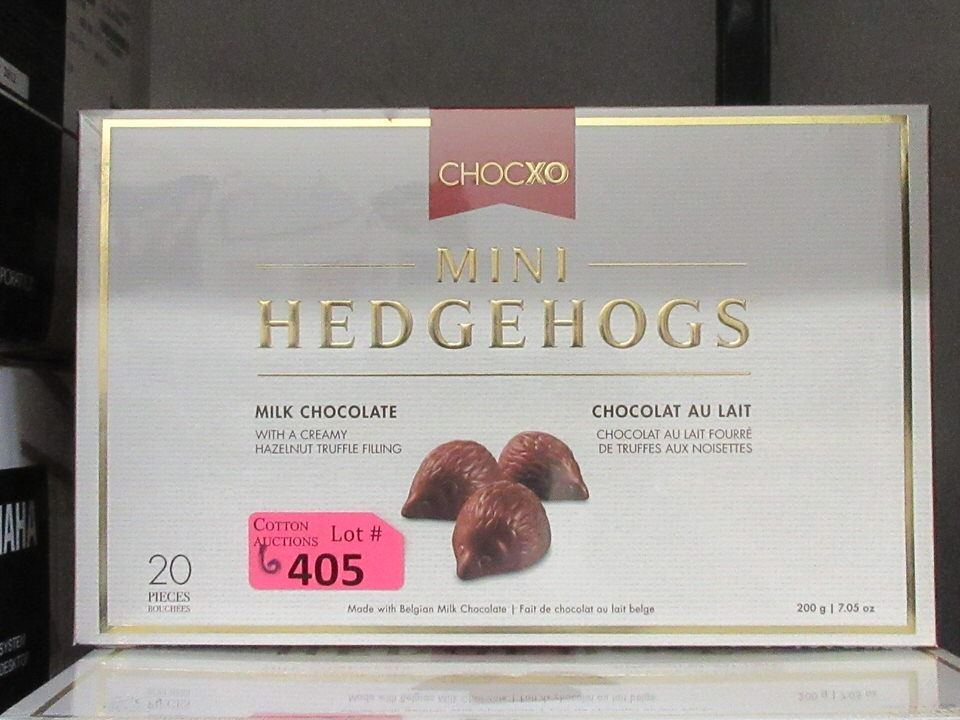 CHOCXO
MINI
HEDGEHOGS
MILK CHOCOLATE
WITH A CREAMY
HAZELNUT TRUFFLE FILLING
CHOCOLAT AU LAIT
CHOCOLAT AU LAIT FOURRÉ
DE TRUFFES AUX NOISETTES
COTTON
AUCTIONS
Lot #
6 405
20
PIECES
BOUCHÉES
Made with Belgian Milk Chocolate | Fait de chocolat au lait belge
200 g | 7.05 oz